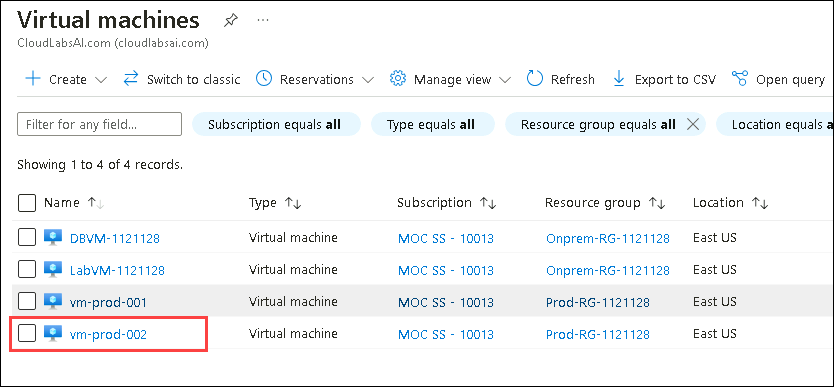 Virtual machines
CloudLabsAI.com (cloudlabsai.com)
Create Switch to classic Reservations Manage view Refresh Export to CSV Open query
Filter for any field... Subscription equals all Type equals all Resource group equals all Location equals a
Showing 1 to 4 of 4 records.
Name Type Subscription Resource group Location
DBVM-1121128 Virtual machine MOC SS - 10013 Onprem-RG-1121128 East US
LabVM-1121128 Virtual machine MOC SS - 10013 Onprem-RG-1121128 East US
vm-prod-001 Virtual machine MOC SS - 10013 Prod-RG-1121128 East US
vm-prod-002 Virtual machine MOC SS - 10013 Prod-RG-1121128 East US